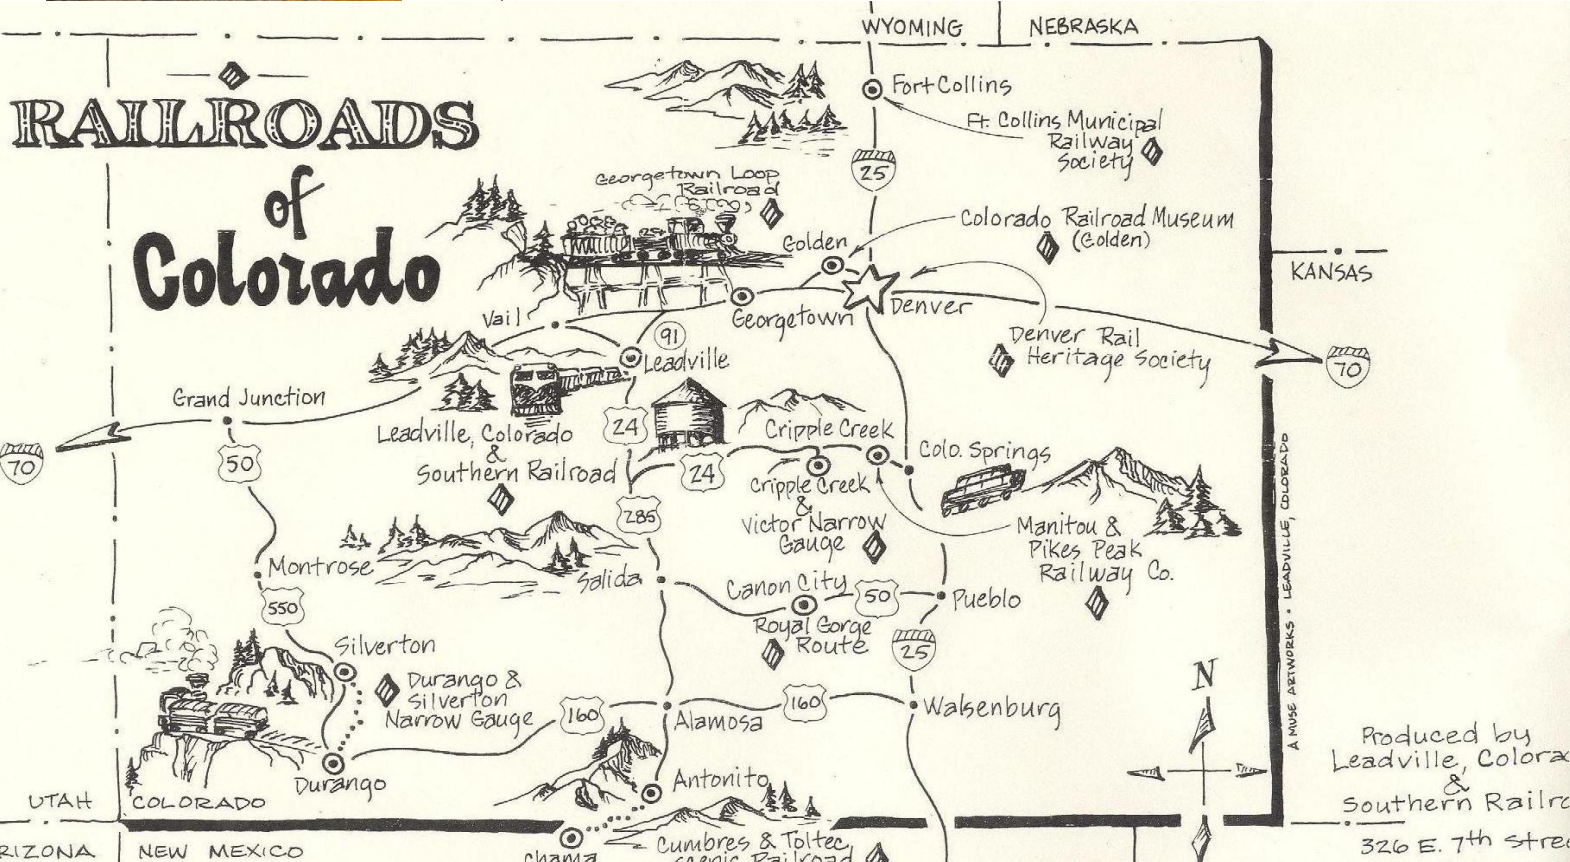 WYOMING
NEBRASKA
RAILROADS
of
Colorado
Fort Collins
Ft. Collins Municipal
Railway
Society
25
Georgetown Loop
Railroad
Colorado Railroad Museum
(Golden)
Golden
KANSAS
Vail
Georgetown
Denver
91
Leadville
Denver Rail
Heritage Society
70
Grand Junction
70
50
Leadville, Colorado
&
Southern Railroad
24
24
Cripple Creek
Colo. Springs
Cripple Creek
&
Victor Narrow
Gauge
285
Manitou &
Pikes Peak
Railway Co.
Montrose
Salida
Canon City
50
Pueblo
550
Royal Gorge
Route
25
Silverton
Durango &
Silverton
Narrow Gauge
160
Alamosa
160
Walsenburg
N
A MUSE ARTWORKS • LEADVILLE, COLORADO
Durango
Antonito
UTAH
COLORADO
Produced by
Leadville, Colora
&
Southern Railro
326 E. 7th Stree
Chama
Cumbres & Toltec
Scenic Railroad
RIZONA
NEW MEXICO